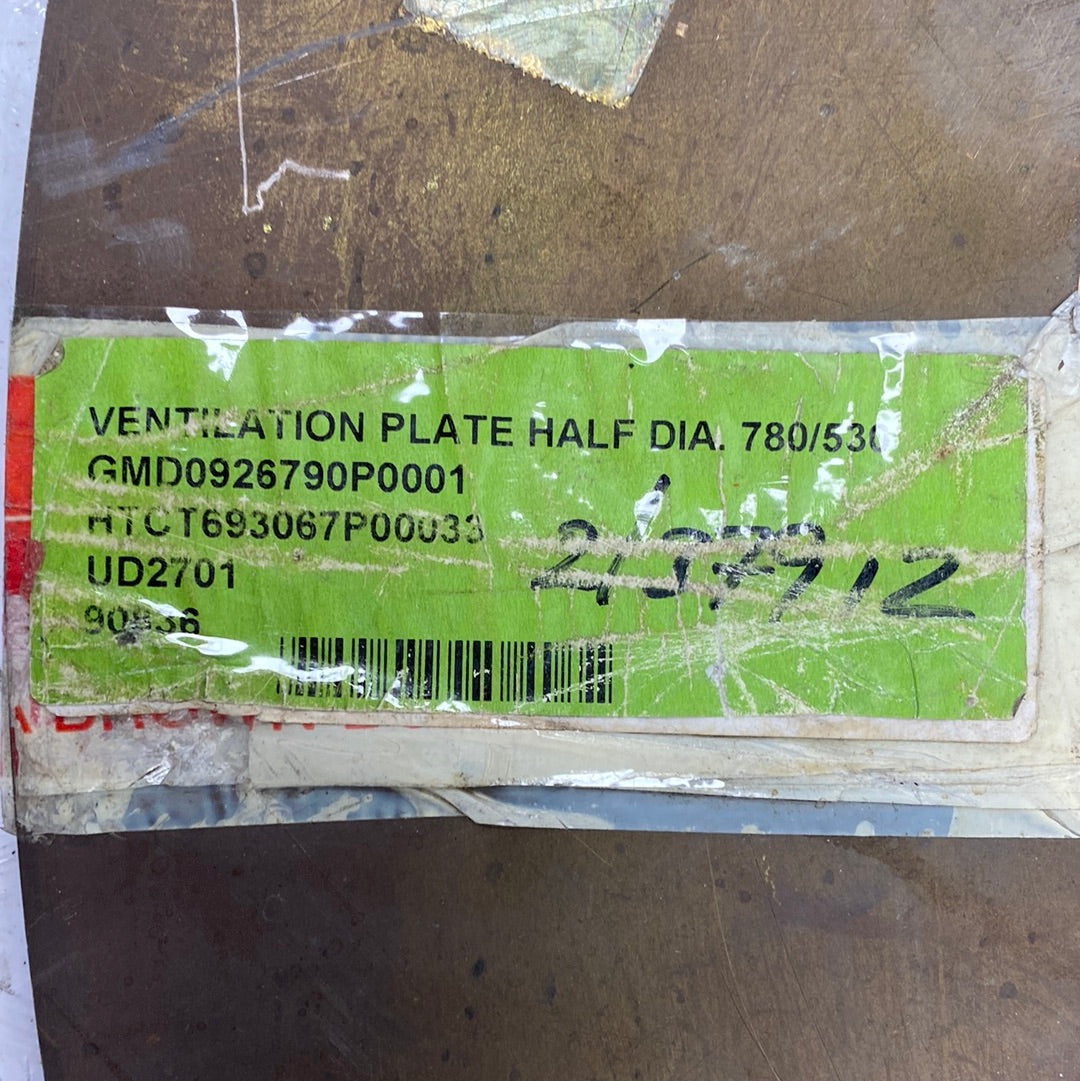 VENTILATION PLATE HALF DIA. 780/530
GMD0926790P0001
HTCT693067P00033
UD2701